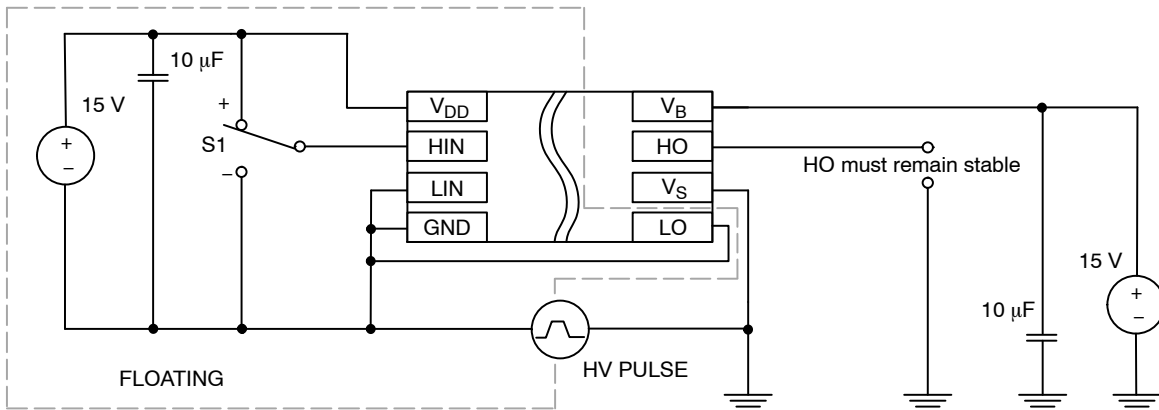 10 μF
15 V
+
−
+
S1
−
V_DD
HIN
LIN
GND
V_B
HO
V_S
LO
HO must remain stable
15 V
+
−
10 μF
HV PULSE
FLOATING